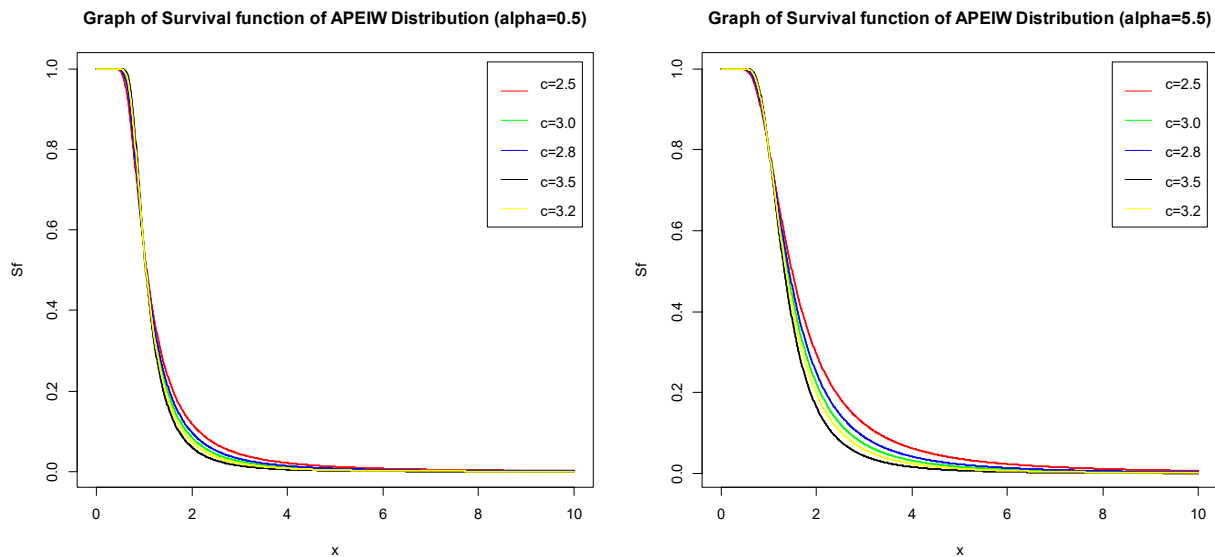 Graph of Survival function of APEIW Distribution (alpha=0.5)
Sf
1.0
0.8
0.6
0.4
0.2
0.0
c=2.5
c=3.0
c=2.8
c=3.5
c=3.2
0 2 4 6 8 10
x
Graph of Survival function of APEIW Distribution (alpha=5.5)
Sf
1.0
0.8
0.6
0.4
0.2
0.0
c=2.5
c=3.0
c=2.8
c=3.5
c=3.2
0 2 4 6 8 10
x